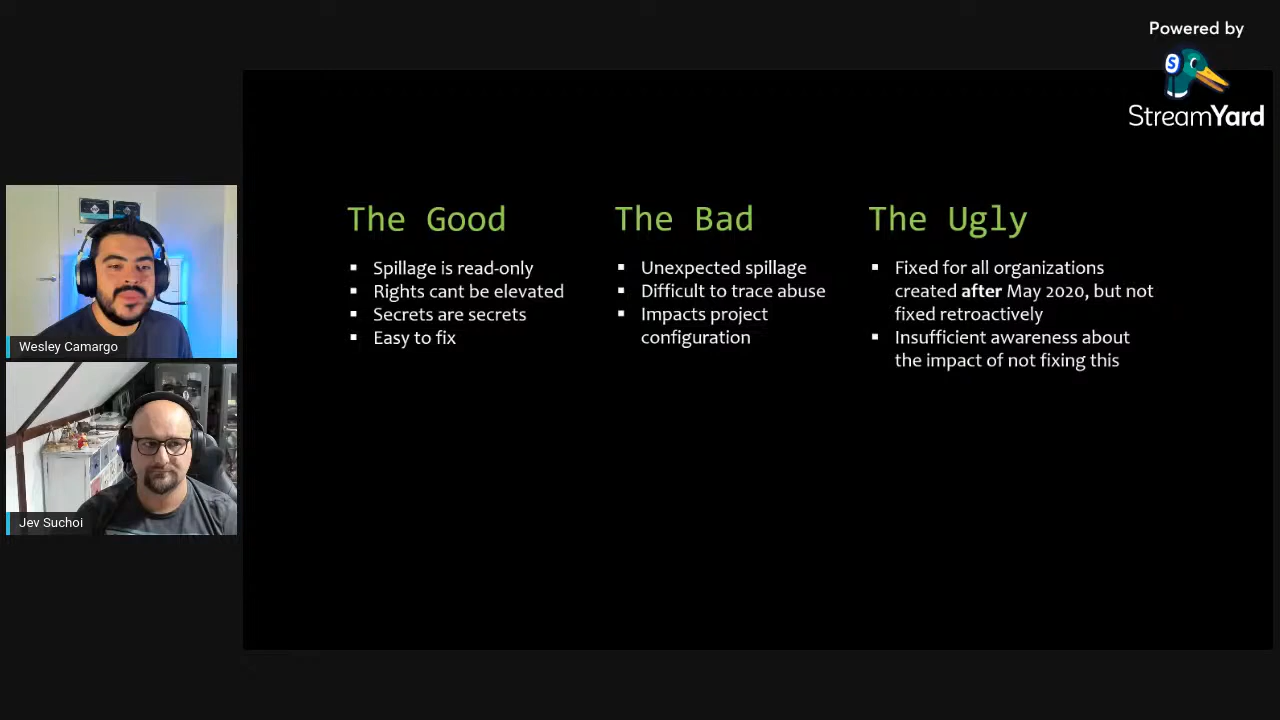 Powered by
StreamYard
The Good
▪ Spillage is read-only
▪ Rights cant be elevated
▪ Secrets are secrets
▪ Easy to fix
The Bad
▪ Unexpected spillage
▪ Difficult to trace abuse
▪ Impacts project
configuration
The Ugly
▪ Fixed for all organizations
created after May 2020, but not
fixed retroactively
▪ Insufficient awareness about
the impact of not fixing this
Wesley Camargo
Jev Suchoi